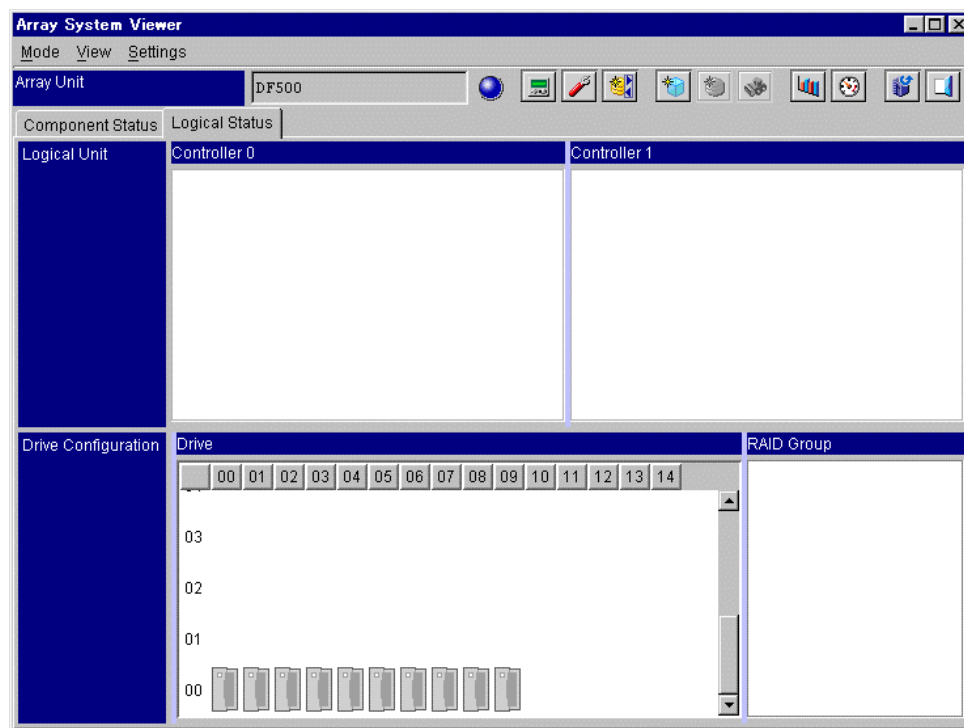 Array System Viewer
Mode View Settings
Array Unit
DF500
Component Status Logical Status
Logical Unit
Controller 0
Controller 1
Drive Configuration
Drive
RAID Group
00 01 02 03 04 05 06 07 08 09 10 11 12 13 14
03
02
01
00